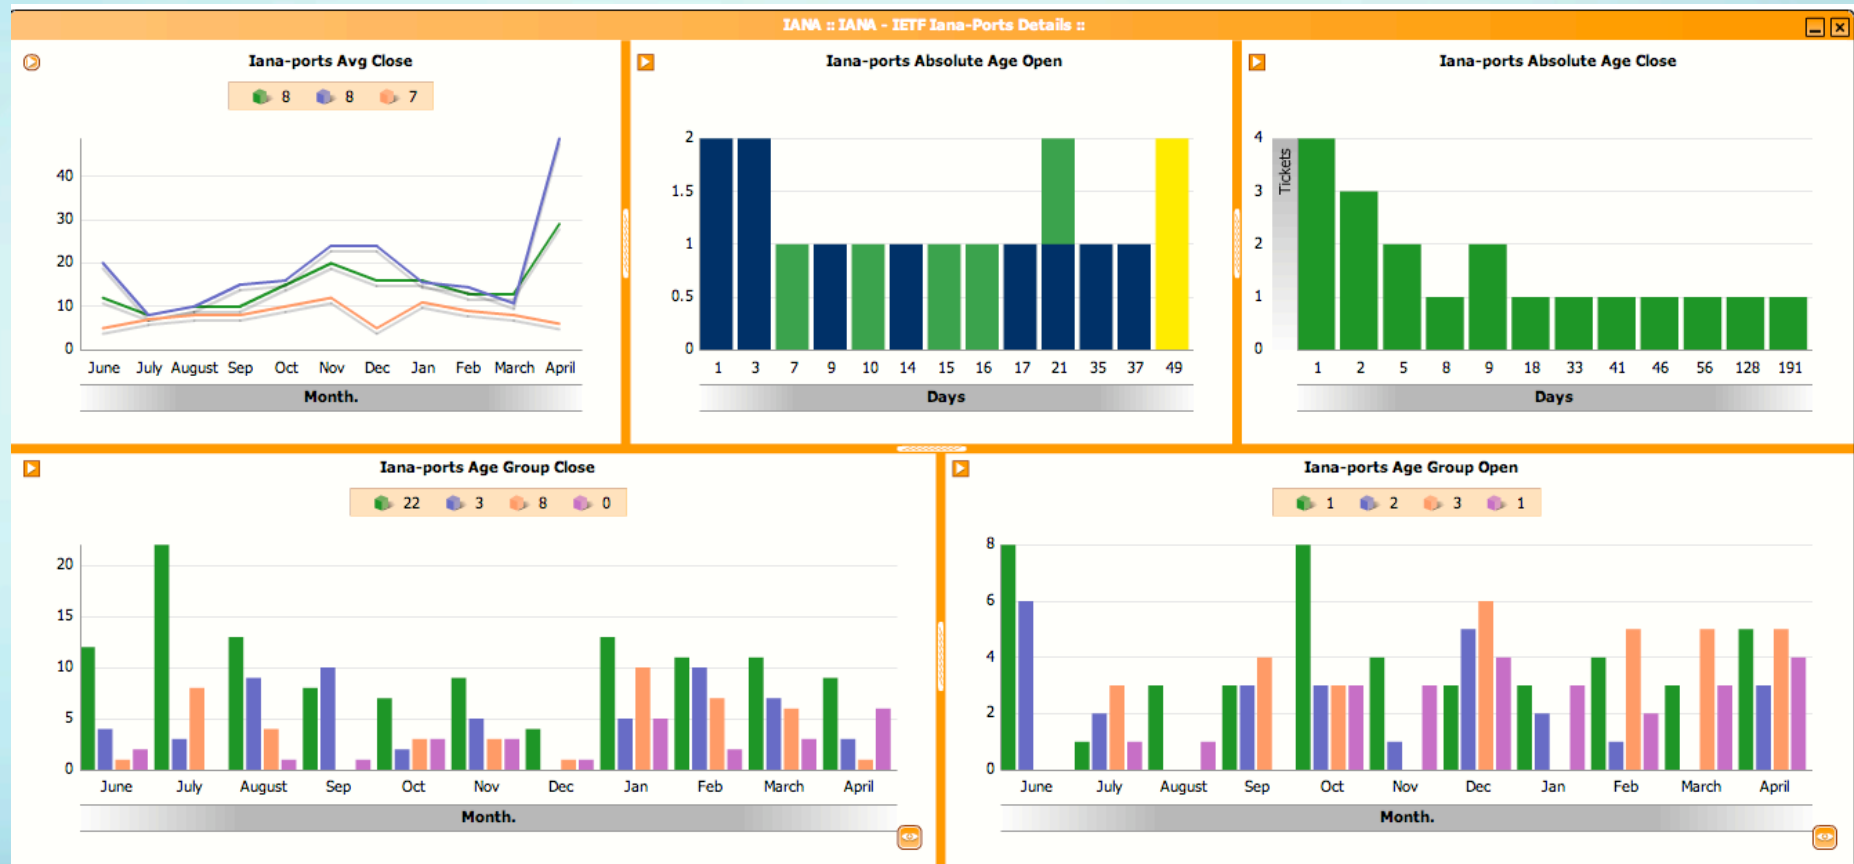 IANA :: IANA - IETF Iana-Ports Details ::
Iana-ports Avg Close
8 8 7
40
30
20
10
0
June July August Sep Oct Nov Dec Jan Feb March April
Month.
Iana-ports Absolute Age Open
2
1.5
1
0.5
0
1 3 7 9 10 14 15 16 17 21 35 37 49
Days
Iana-ports Absolute Age Close
Tickets
4
3
2
1
0
1 2 5 8 9 18 33 41 46 56 128 191
Days
Iana-ports Age Group Close
22 3 8 0
20
15
10
5
0
June July August Sep Oct Nov Dec Jan Feb March April
Month.
Iana-ports Age Group Open
1 2 3 1
8
6
4
2
0
June July August Sep Oct Nov Dec Jan Feb March April
Month.